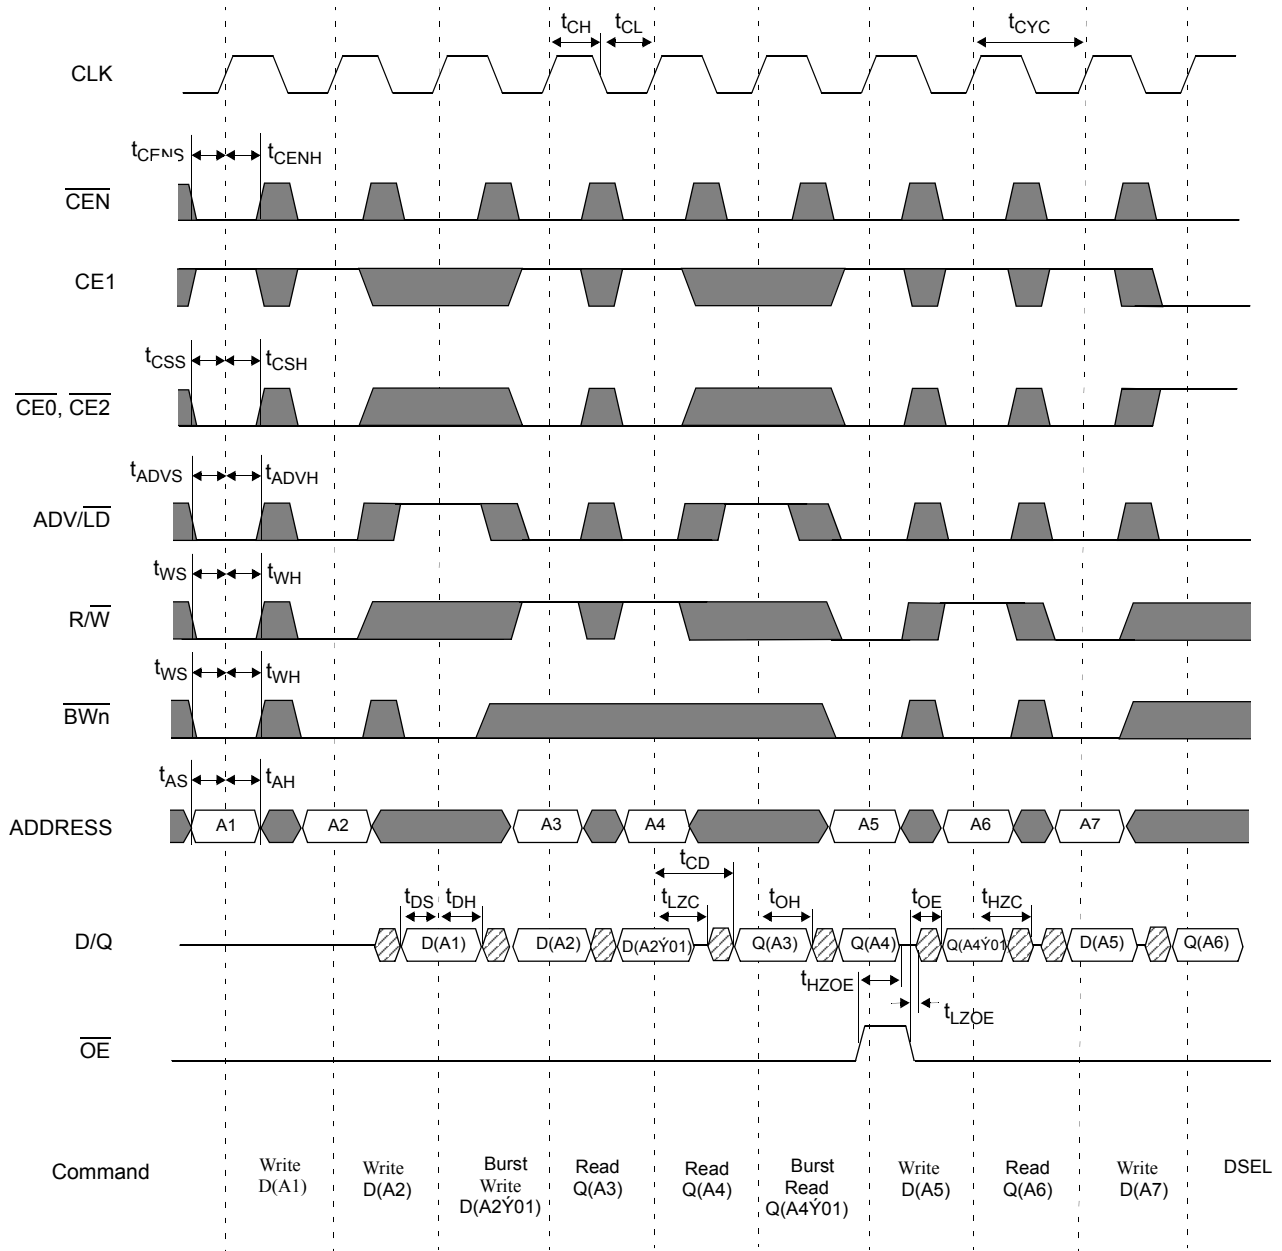 tCH tCL tCYC
CLK
tCENS tCENH
CEN
CE1
tCSS tCSH
CE0, CE2
tADVS tADVH
ADV/LD
tWS tWH
R/W
tWS tWH
BWn
tAS tAH
ADDRESS A1 A2 A3 A4 A5 A6 A7
tCD
tDS tDH tLZC tOH tOE tHZC
D/Q D(A1) D(A2) D(A2Ý01) Q(A3) Q(A4) Q(A4Ý01 D(A5) Q(A6)
tHZOE
tLZOE
OE
Command
Write
D(A1)
Write
D(A2)
Burst
Write
D(A2Ý01)
Read
Q(A3)
Read
Q(A4)
Burst
Read
Q(A4Ý01)
Write
D(A5)
Read
Q(A6)
Write
D(A7)
DSEL